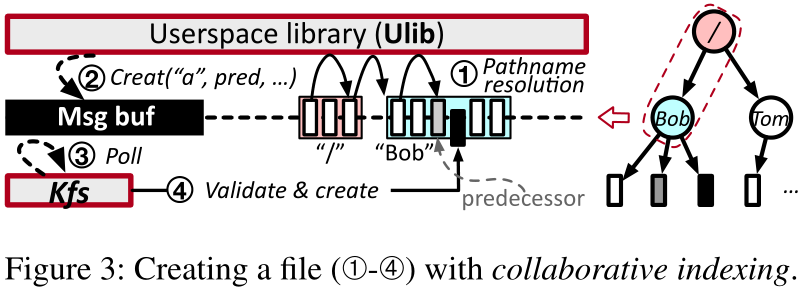 Userspace library (Ulib)
② Creat("a", pred, ...)
① Pathname
resolution
Msg buf
"/"
"Bob"
③ Poll
Kfs
④ Validate & create
predecessor
/
Bob
Tom
...
Figure 3: Creating a file (①-④) with collaborative indexing.